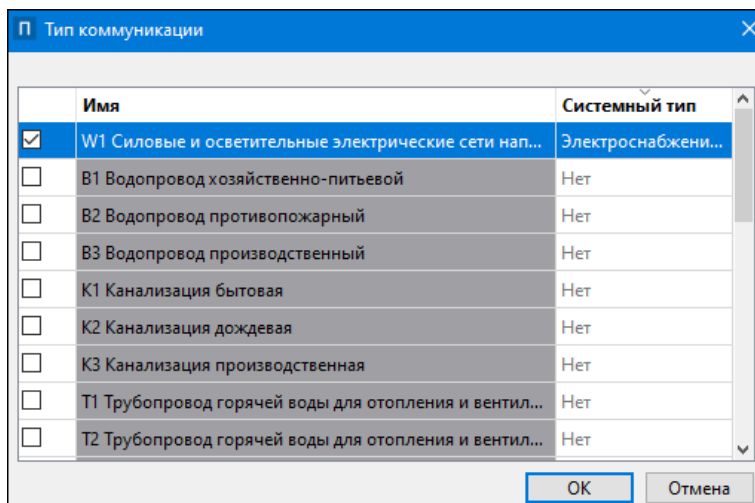 П Тип коммуникации
Имя Системный тип
W1 Силовые и осветительные электрические сети нап... Электроснабжени...
В1 Водопровод хозяйственно-питьевой Нет
В2 Водопровод противопожарный Нет
В3 Водопровод производственный Нет
К1 Канализация бытовая Нет
К2 Канализация дождевая Нет
К3 Канализация производственная Нет
Т1 Трубопровод горячей воды для отопления и вентил... Нет
Т2 Трубопровод горячей воды для отопления и вентил... Нет
ОК Отмена